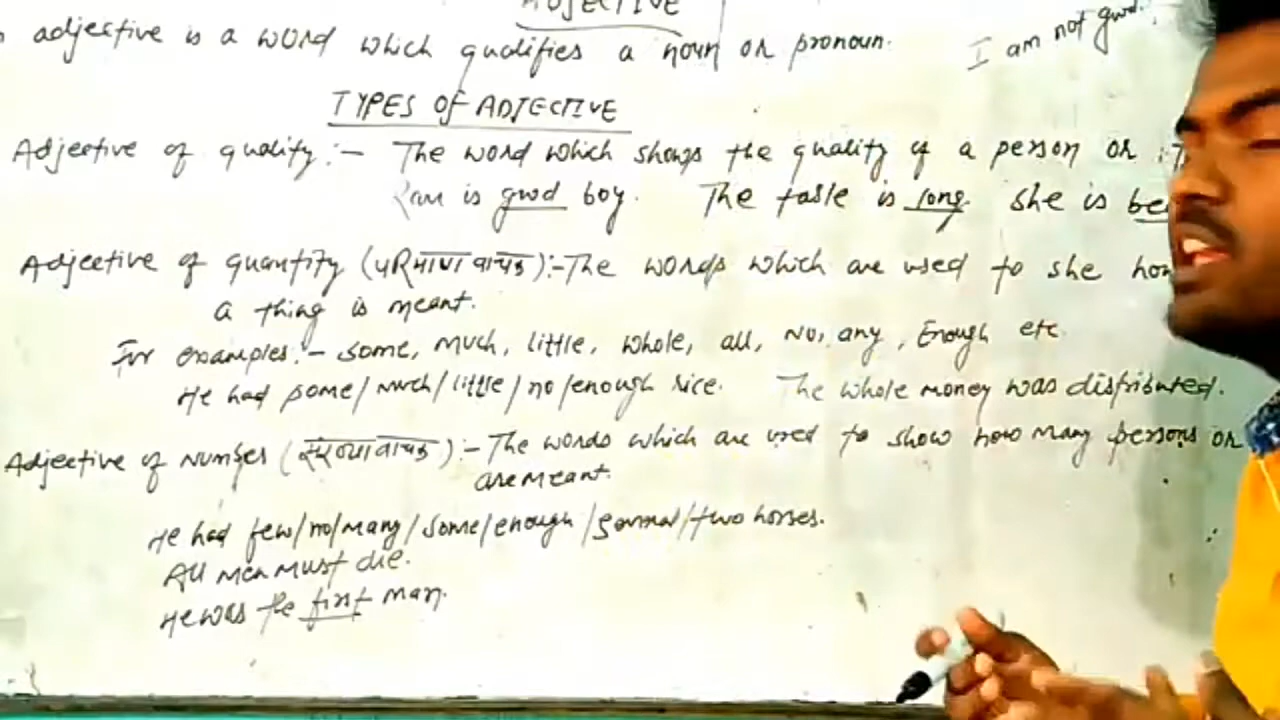 ADJECTIVE
adjective is a word which qualifies a noun or pronoun.
I am not good.
TYPES OF ADJECTIVE
Adjective of quality:- The word which shows the quality of a person or
Ram is good boy. The table is long. she is be
Adjective of quantity (परिमाणवाचक):- The words which are used to she how
a thing is meant.
For examples:- some, much, little, whole, all, No, any, Enough etc.
He had some/much/little/no/enough rice. The whole money was distributed.
Adjective of Number (संख्यावाचक):- The words which are used to show how many persons or
are meant.
He had few/no/many/some/enough/several/two horses.
All men must die.
He was the first man.